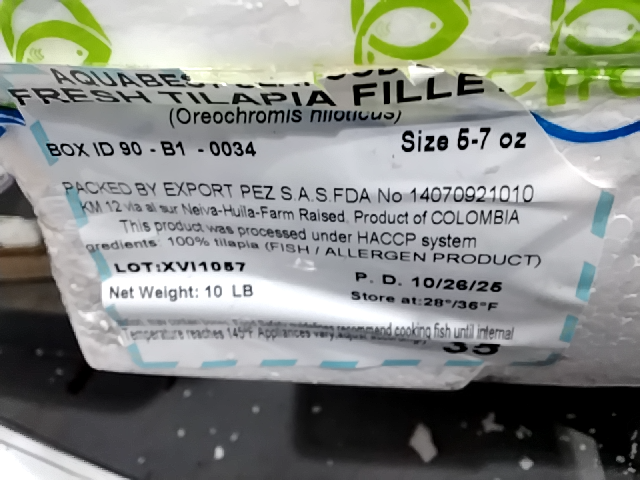 AQUABEST
FRESH TILAPIA FILLE
(Oreochromis niloticus)
BOX ID 90 - B1 - 0034
Size 5-7 oz
PACKED BY EXPORT PEZ S.A.S.FDA No 14070921010
KM 12 via al sur Neiva-Huila-Farm Raised, Product of COLOMBIA
This product was processed under HACCP system
gredients: 100% tilapia (FISH / ALLERGEN PRODUCT)
LOT:XVI1057
P. D. 10/26/25
Net Weight: 10 LB
Store at:28°/36°F
recommend cooking fish until internal
Temperature reaches 145°F Appliances vary,
35